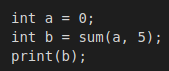 int a = 0;
int b = sum(a, 5);
print(b);